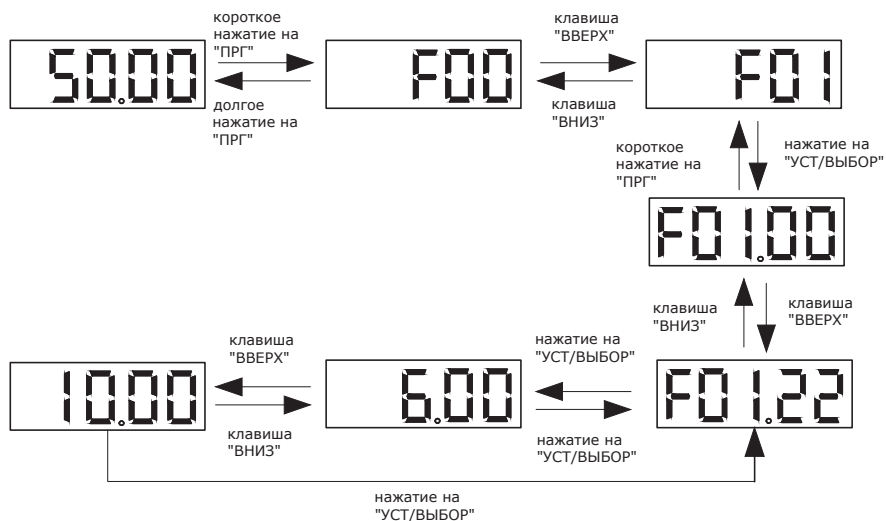 короткое
нажатие на
"ПРГ"
клавиша
"ВВЕРХ"
50.00
F00
F01
долгое
нажатие на
"ПРГ"
клавиша
"ВНИЗ"
короткое
нажатие на
"ПРГ"
нажатие на
"УСТ/ВЫБОР"
F01.00
клавиша
"ВНИЗ"
клавиша
"ВВЕРХ"
клавиша
"ВВЕРХ"
нажатие на
"УСТ/ВЫБОР"
10.00
6.00
F01.22
клавиша
"ВНИЗ"
нажатие на
"УСТ/ВЫБОР"
нажатие на
"УСТ/ВЫБОР"